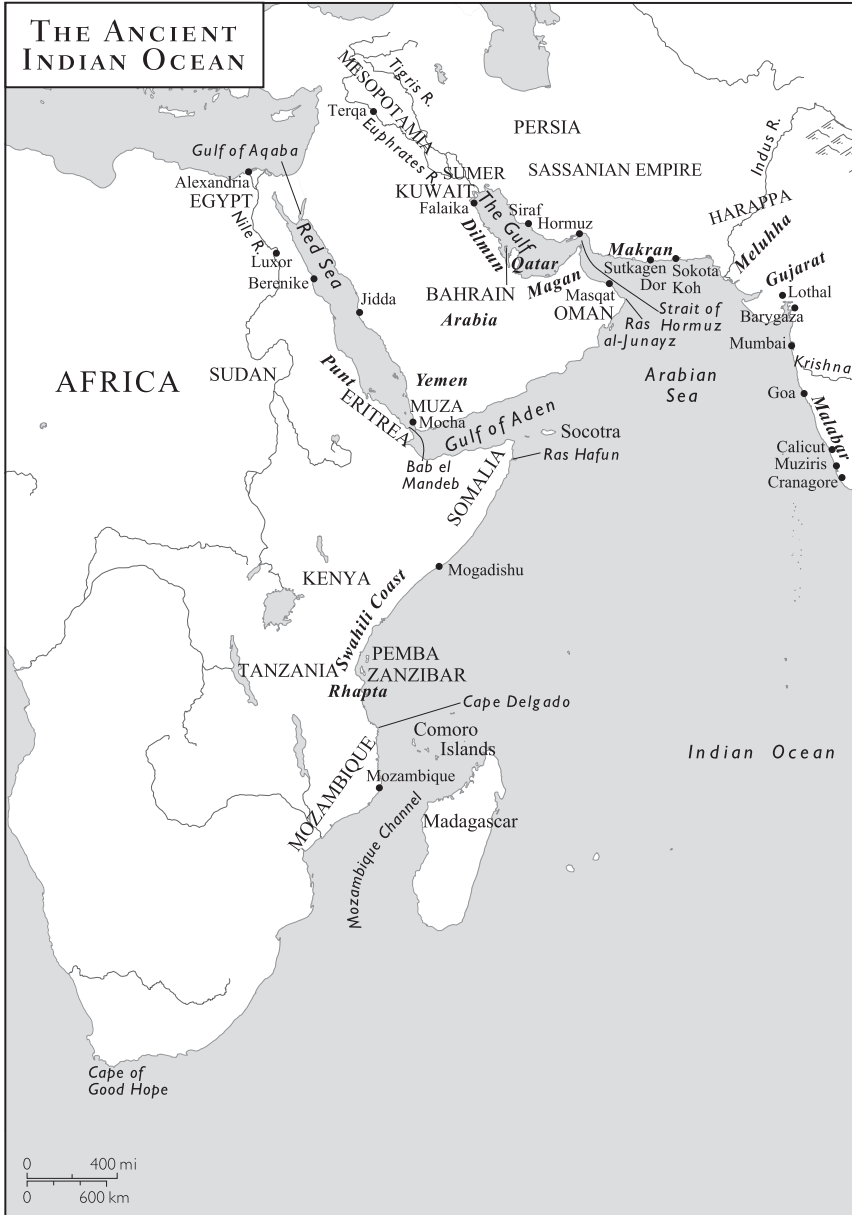 THE ANCIENT
INDIAN OCEAN
MESOPOTAMIA
Tigris R.
Terqa
Euphrates R.
PERSIA
Indus R.
Gulf of Aqaba
SUMER
SASSANIAN EMPIRE
Alexandria
EGYPT
KUWAIT
Falaika
The Gulf
Siraf
Hormuz
HARAPPA
Nile R.
Red Sea
Dilmun
Qatar
Makran
Meluhha
Luxor
Magan
Sutkagen
Dor
Sokota
Koh
Gujarat
Lothal
Berenike
Jidda
BAHRAIN
Arabia
Masqat
OMAN
Strait of
Hormuz
Barygaza
Ras
al-Junayz
Mumbai
Krishna
AFRICA
SUDAN
Punt
Yemen
Arabian
Sea
ERITREA
MUZA
Mocha
Gulf of Aden
Goa
Malabar
Socotra
Bab el
Mandeb
Ras Hafun
Calicut
Muziris
Cranagore
SOMALIA
Mogadishu
KENYA
Swahili Coast
PEMBA
TANZANIA
ZANZIBAR
Rhapta
Cape Delgado
Comoro
Islands
Indian Ocean
MOZAMBIQUE
Mozambique
Mozambique Channel
Madagascar
Cape of
Good Hope
0 400 mi
0 600 km